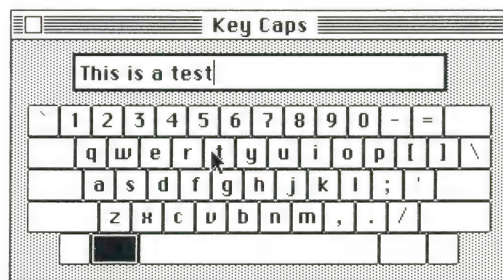 Key Caps
This is a test
` 1 2 3 4 5 6 7 8 9 0 - =
q w e r t y u i o p [ ] \
a s d f g h j k l ; '
z x c v b n m , . /